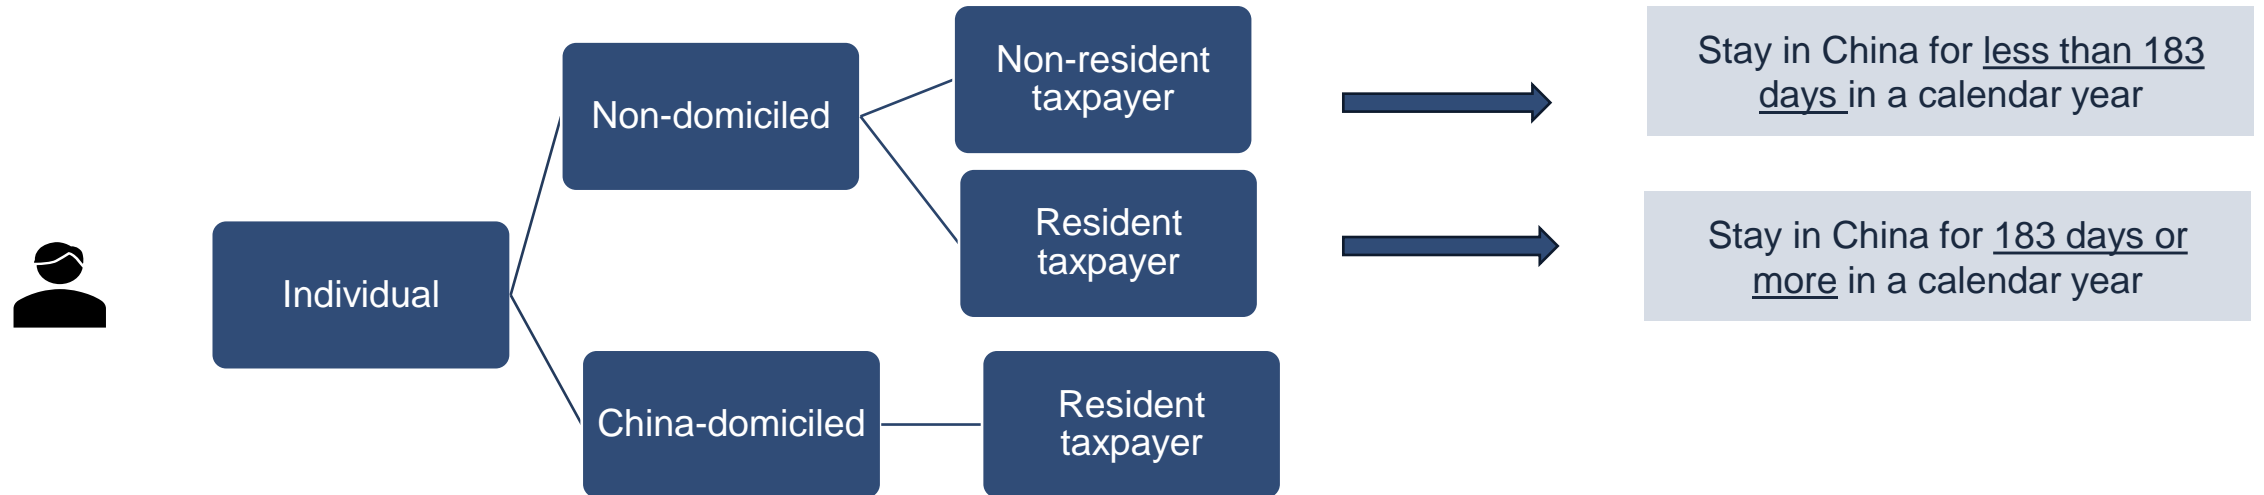 Individual
Non-domiciled
China-domiciled
Non-resident
taxpayer
Resident
taxpayer
Resident
taxpayer
Stay in China for less than 183
days in a calendar year
Stay in China for 183 days or
more in a calendar year